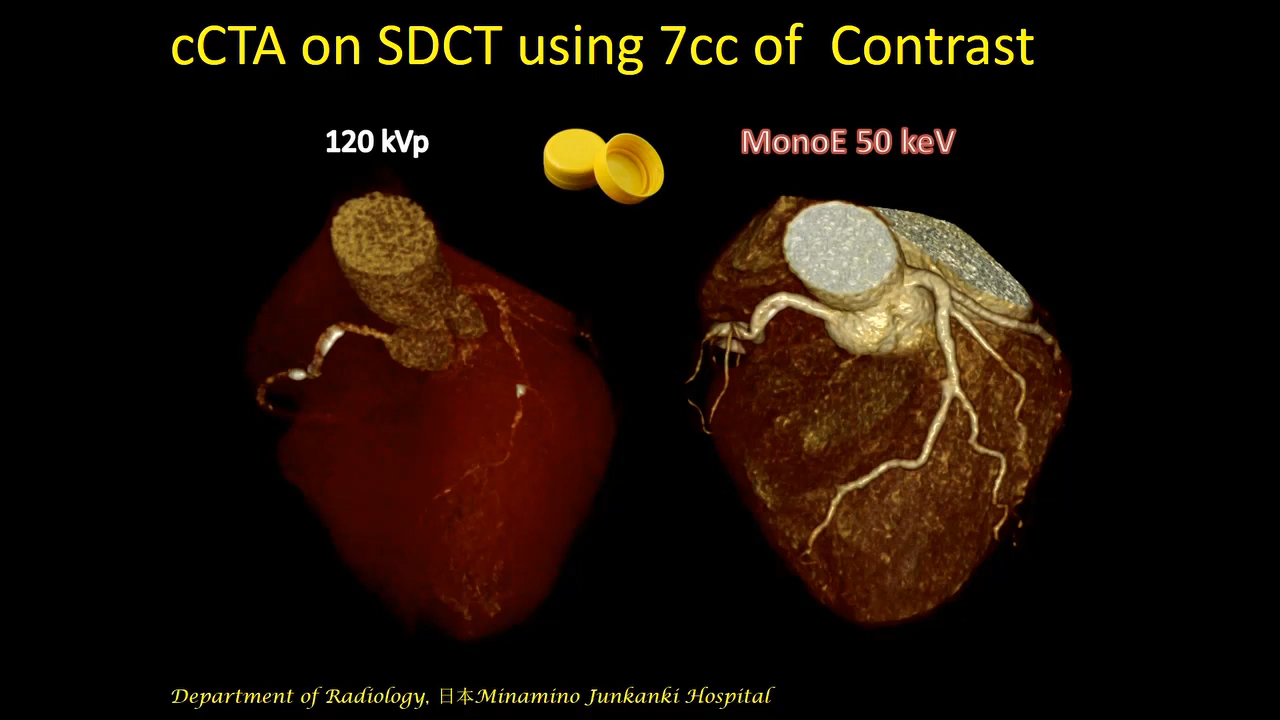 cCTA on SDCT using 7cc of Contrast
120 kVp
MonoE 50 keV
Department of Radiology, 日本Minamino Junkanki Hospital